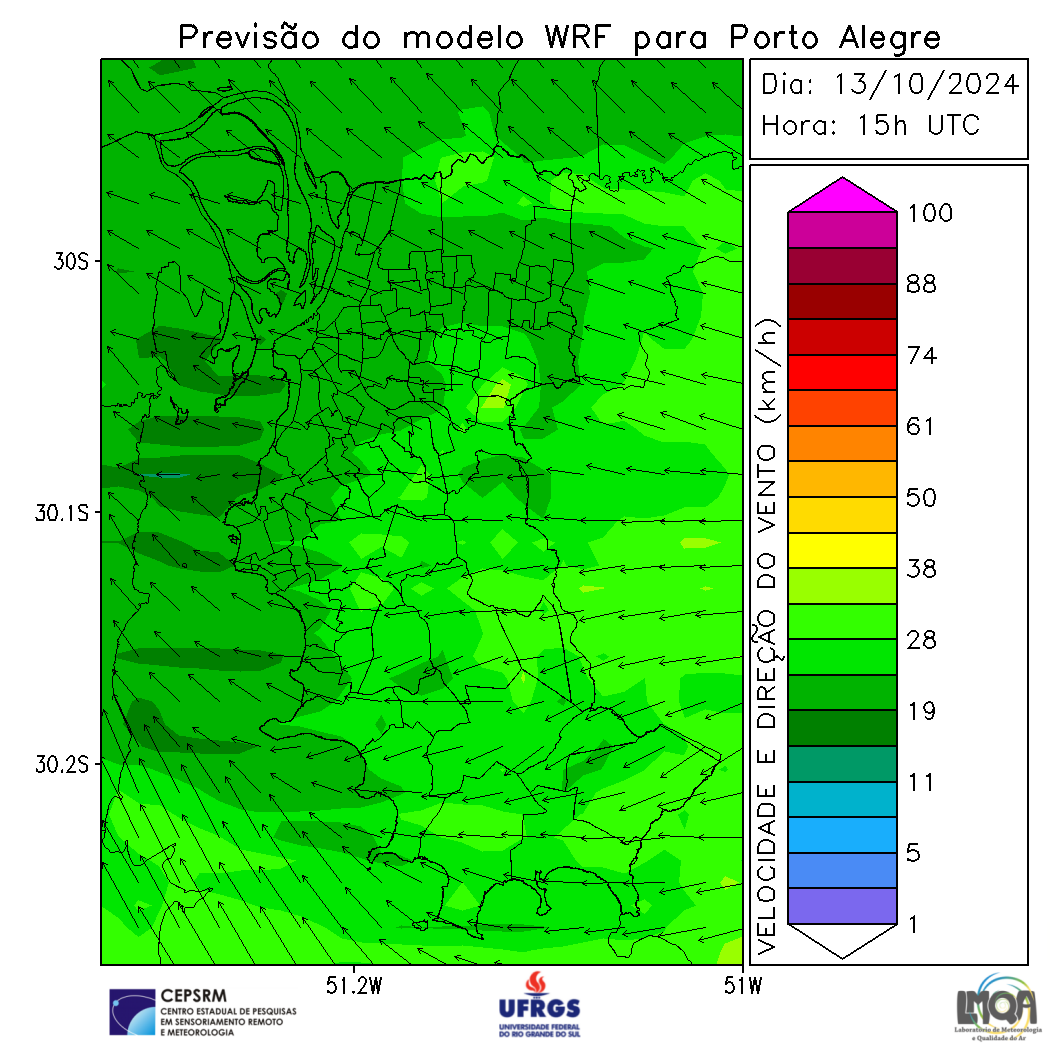 Previsão do modelo WRF para Porto Alegre
Dia: 13/10/2024
Hora: 15h UTC
30S
30.1S
30.2S
51.2W
51W
VELOCIDADE E DIREÇÃO DO VENTO (km/h)
100
88
74
61
50
38
28
19
11
5
1
CEPSRM
CENTRO ESTADUAL DE PESQUISAS
EM SENSORIAMENTO REMOTO
E METEOROLOGIA
UFRGS
UNIVERSIDADE FEDERAL
DO RIO GRANDE DO SUL
LMQA
Laboratório de Meteorologia
e Qualidade do Ar